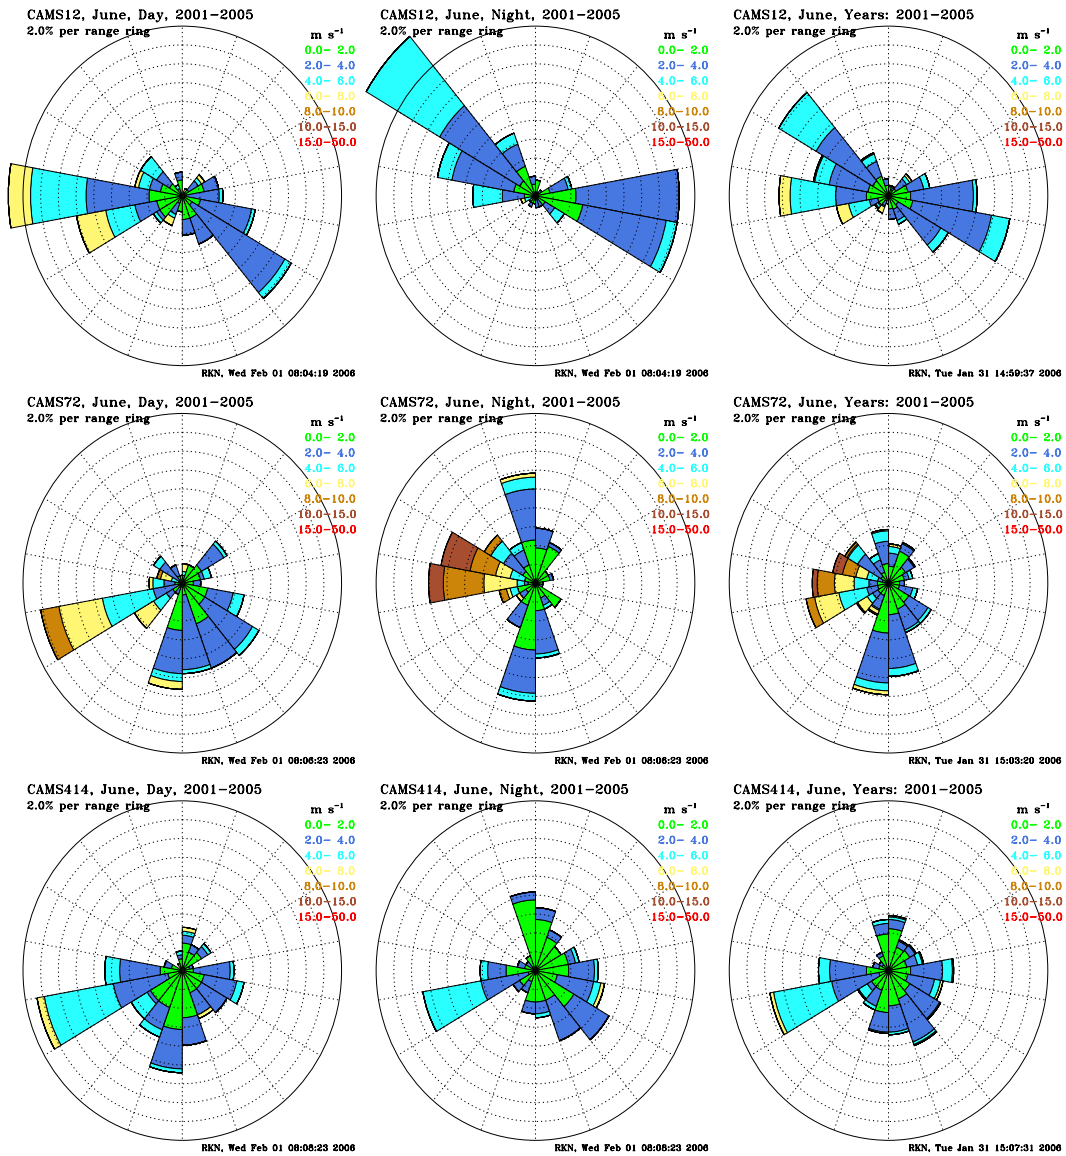 CAMS12, June, Day, 2001-2005
2.0% per range ring
m s⁻¹
0.0- 2.0
2.0- 4.0
4.0- 6.0
6.0- 8.0
8.0-10.0
10.0-15.0
15.0-50.0
RKN, Wed Feb 01 08:04:19 2006
CAMS12, June, Night, 2001-2005
2.0% per range ring
m s⁻¹
0.0- 2.0
2.0- 4.0
4.0- 6.0
6.0- 8.0
8.0-10.0
10.0-15.0
15.0-50.0
RKN, Wed Feb 01 08:04:19 2006
CAMS12, June, Years: 2001-2005
2.0% per range ring
m s⁻¹
0.0- 2.0
2.0- 4.0
4.0- 6.0
6.0- 8.0
8.0-10.0
10.0-15.0
15.0-50.0
RKN, Tue Jan 31 14:59:37 2006
CAMS72, June, Day, 2001-2005
2.0% per range ring
m s⁻¹
0.0- 2.0
2.0- 4.0
4.0- 6.0
6.0- 8.0
8.0-10.0
10.0-15.0
15.0-50.0
RKN, Wed Feb 01 08:06:23 2006
CAMS72, June, Night, 2001-2005
2.0% per range ring
m s⁻¹
0.0- 2.0
2.0- 4.0
4.0- 6.0
6.0- 8.0
8.0-10.0
10.0-15.0
15.0-50.0
RKN, Wed Feb 01 08:06:23 2006
CAMS72, June, Years: 2001-2005
2.0% per range ring
m s⁻¹
0.0- 2.0
2.0- 4.0
4.0- 6.0
6.0- 8.0
8.0-10.0
10.0-15.0
15.0-50.0
RKN, Tue Jan 31 15:03:20 2006
CAMS414, June, Day, 2001-2005
2.0% per range ring
m s⁻¹
0.0- 2.0
2.0- 4.0
4.0- 6.0
6.0- 8.0
8.0-10.0
10.0-15.0
15.0-50.0
RKN, Wed Feb 01 08:08:23 2006
CAMS414, June, Night, 2001-2005
2.0% per range ring
m s⁻¹
0.0- 2.0
2.0- 4.0
4.0- 6.0
6.0- 8.0
8.0-10.0
10.0-15.0
15.0-50.0
RKN, Wed Feb 01 08:08:23 2006
CAMS414, June, Years: 2001-2005
2.0% per range ring
m s⁻¹
0.0- 2.0
2.0- 4.0
4.0- 6.0
6.0- 8.0
8.0-10.0
10.0-15.0
15.0-50.0
RKN, Tue Jan 31 15:07:31 2006